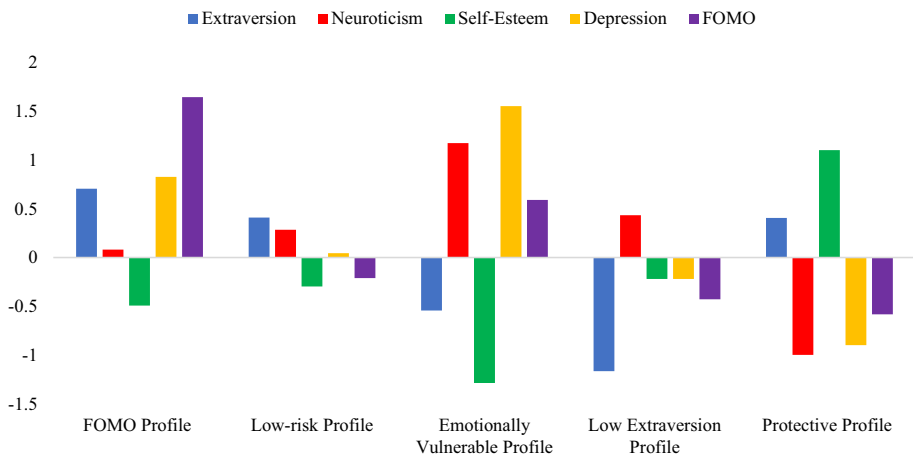 Extraversion Neuroticism Self-Esteem Depression FOMO
2
1.5
1
0.5
0
-0.5
-1
-1.5
FOMO Profile Low-risk Profile Emotionally Low Extraversion Protective Profile
Vulnerable Profile Profile